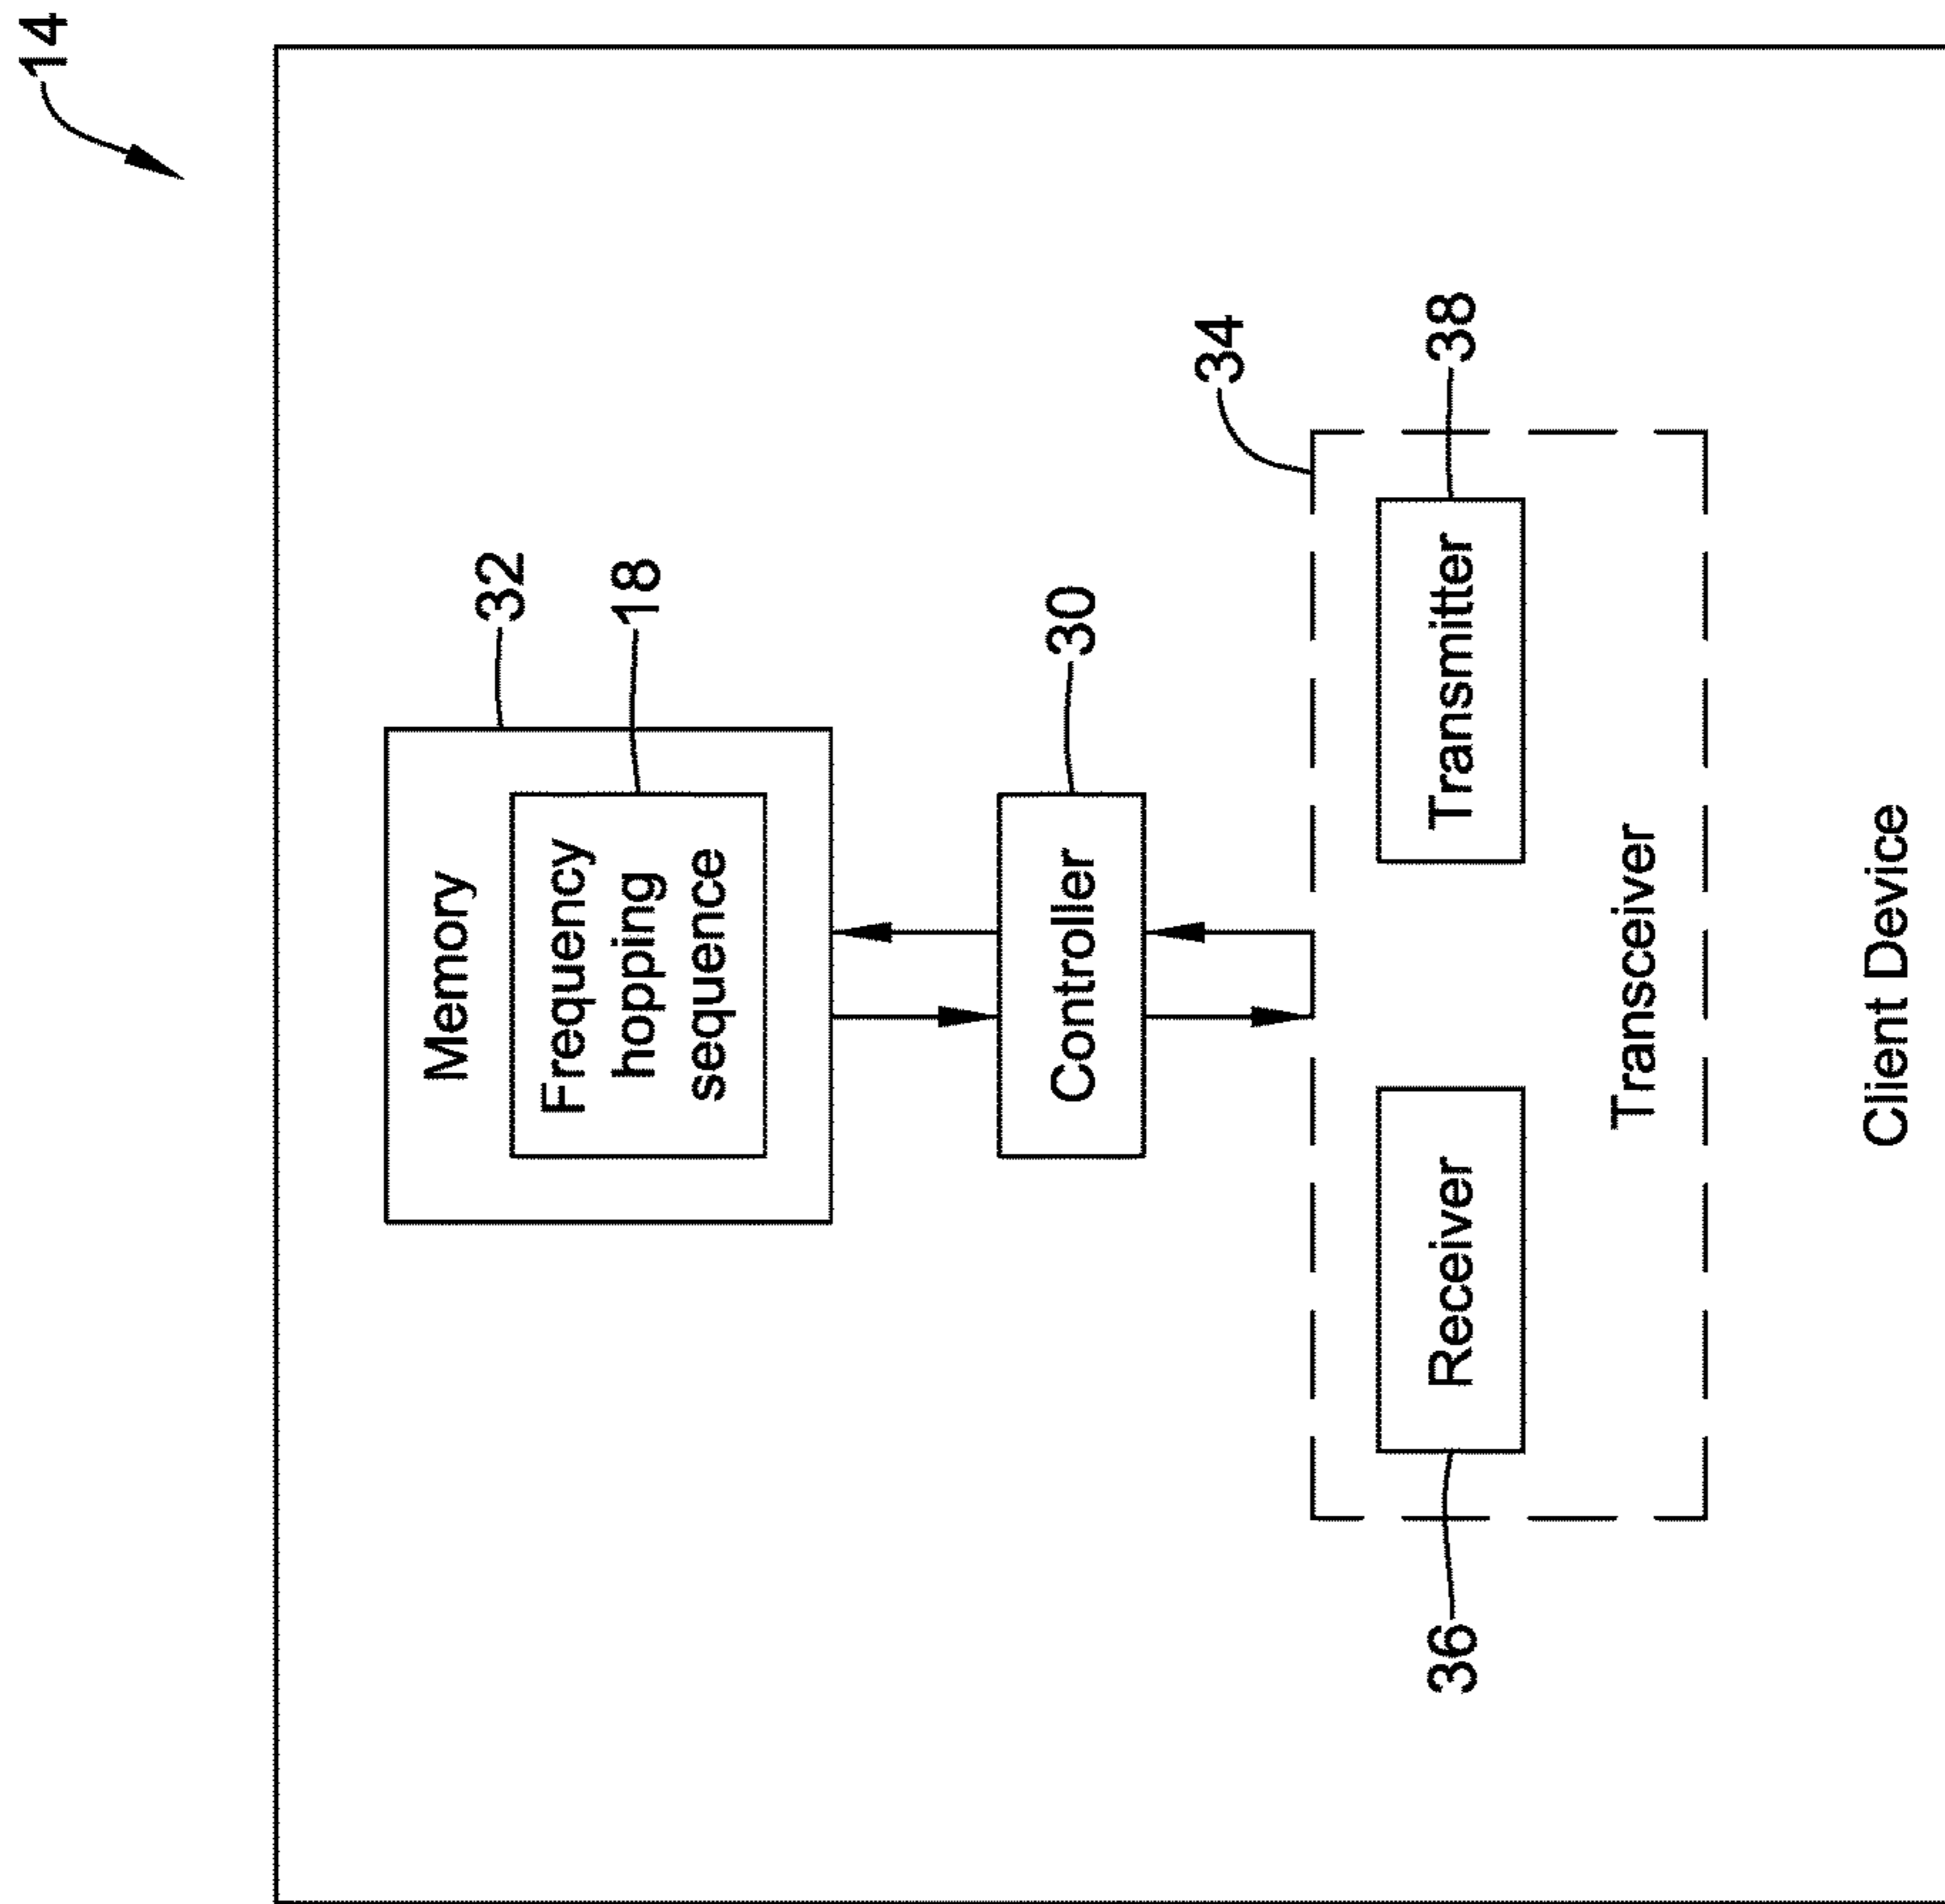 14
32
Memory
18
Frequency
hopping
sequence
30
Controller
34
36
Receiver
38
Transmitter
Transceiver
Client Device